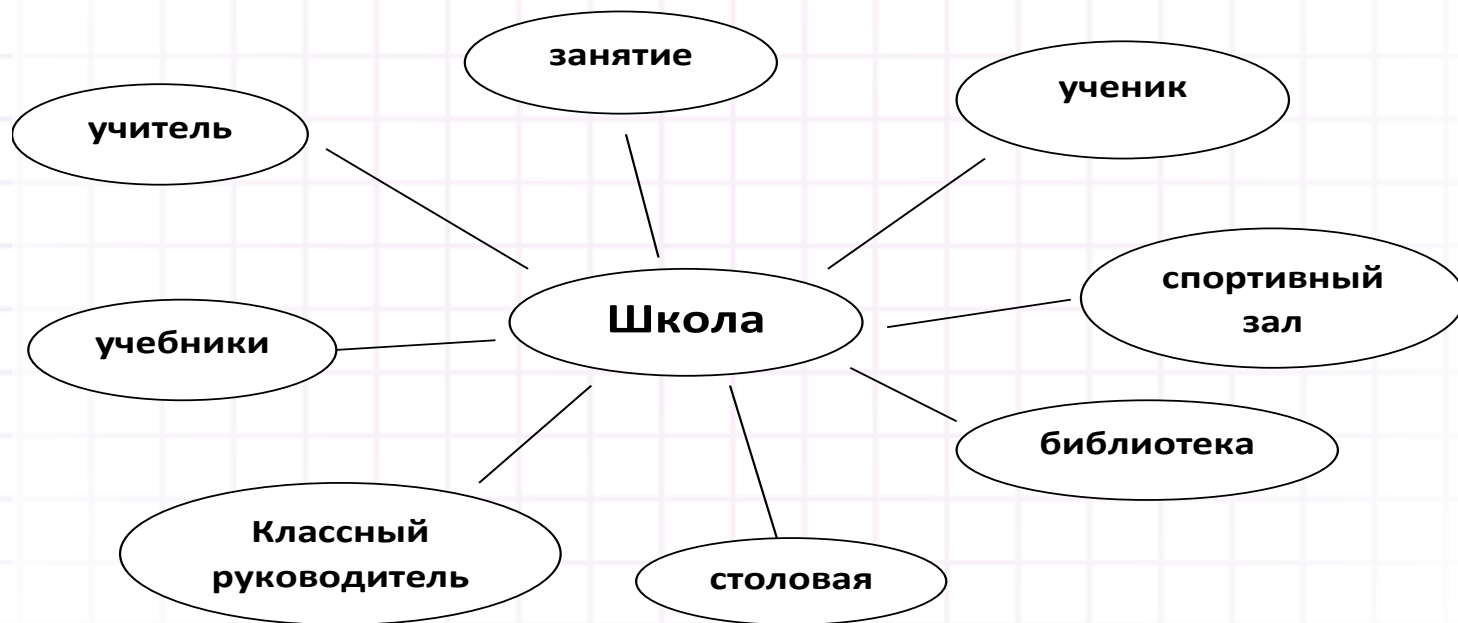 занятие
ученик
учитель
спортивный
зал
Школа
учебники
библиотека
Классный
руководитель
столовая